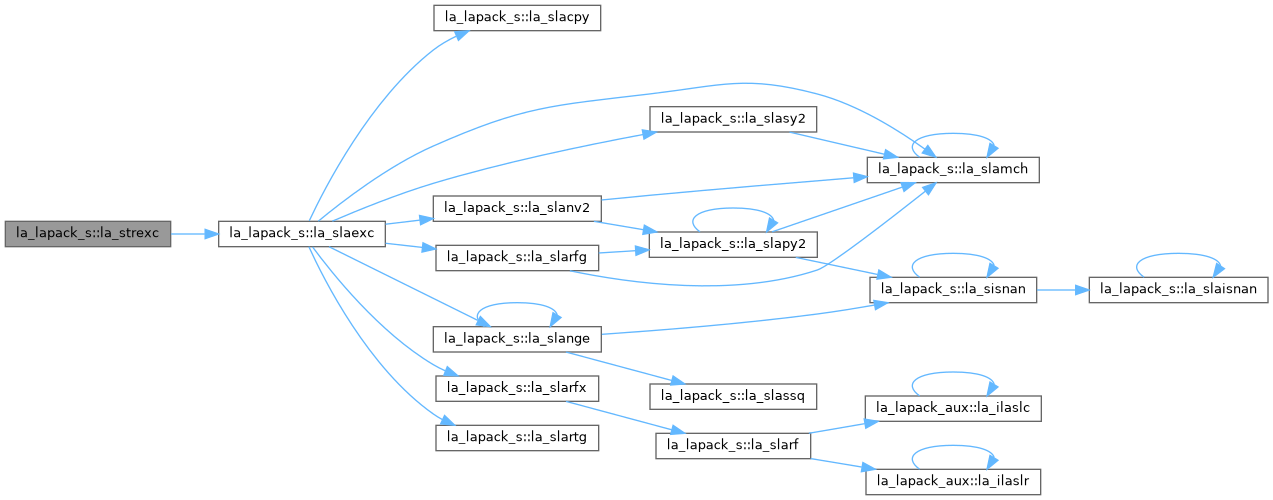 la_lapack_s::la_slacpy
la_lapack_s::la_slasy2
la_lapack_s::la_slamch
la_lapack_s::la_slanv2
la_lapack_s::la_strexc
la_lapack_s::la_slaexc
la_lapack_s::la_slapy2
la_lapack_s::la_slarfg
la_lapack_s::la_sisnan
la_lapack_s::la_slaisnan
la_lapack_s::la_slange
la_lapack_s::la_slarfx
la_lapack_s::la_slassq
la_lapack_aux::la_ilaslc
la_lapack_s::la_slartg
la_lapack_s::la_slarf
la_lapack_aux::la_ilaslr